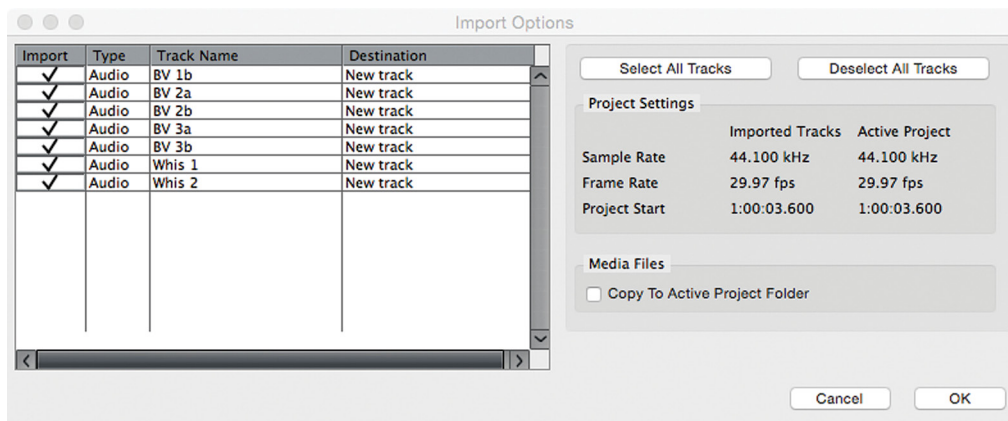 Import Options
Import Type Track Name Destination
Audio BV 1b New track
Audio BV 2a New track
Audio BV 2b New track
Audio BV 3a New track
Audio BV 3b New track
Audio Whis 1 New track
Audio Whis 2 New track
Select All Tracks Deselect All Tracks
Project Settings
Imported Tracks Active Project
Sample Rate 44.100 kHz 44.100 kHz
Frame Rate 29.97 fps 29.97 fps
Project Start 1:00:03.600 1:00:03.600
Media Files
Copy To Active Project Folder
Cancel OK